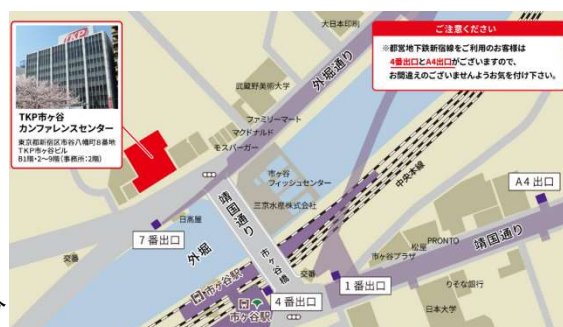 TKP
TKP市ヶ谷
カンファレンスセンター
東京都新宿区市谷八幡町8番地
TKP市ヶ谷ビル
B1階・2〜9階(事務所:2階)
ご注意ください
※都営地下鉄新宿線をご利用のお客様は
4番出口とA4出口がございますので、
お間違えのございませんようお気を付け下さい。
大日本印刷
外堀通り
武蔵野美術大学
ファミリーマート
マクドナルド
モスバーガー
市ヶ谷
フィッシュセンター
三京水産株式会社
中央本線
A4出口
日高屋
靖国通り
7番出口
外堀
交番
市ヶ谷橋
市ヶ谷駅
交番
市ヶ谷プラザ
松屋
PRONTO
靖国通り
1番出口
4番出口
市ヶ谷駅
りそな銀行
日本大学